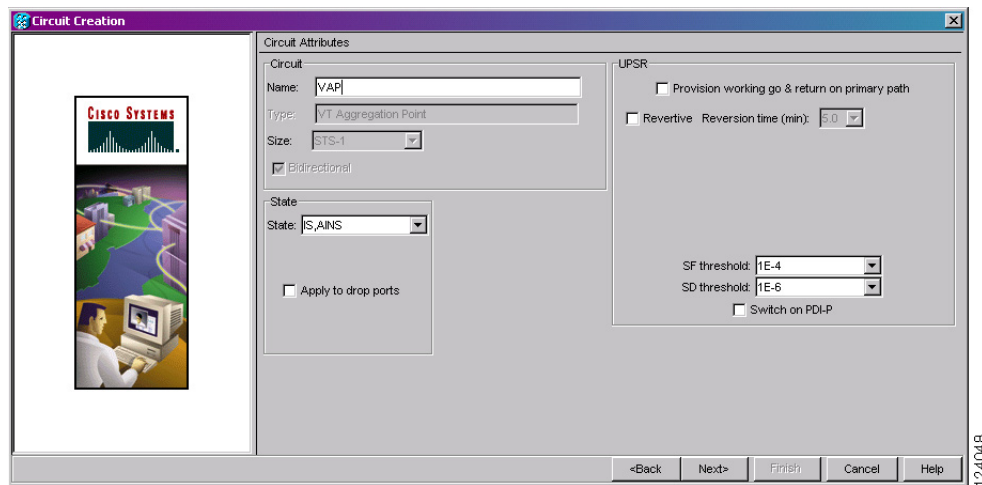 Circuit Creation
CISCO SYSTEMS
Circuit Attributes
Circuit
Name: VAP
Type: VT Aggregation Point
Size: STS-1
Bidirectional
State
State: IS,AINS
Apply to drop ports
UPSR
Provision working go & return on primary path
Revertive Reversion time (min): 5.0
SF threshold: 1E-4
SD threshold: 1E-6
Switch on PDI-P
<Back Next> Finish Cancel Help
124048